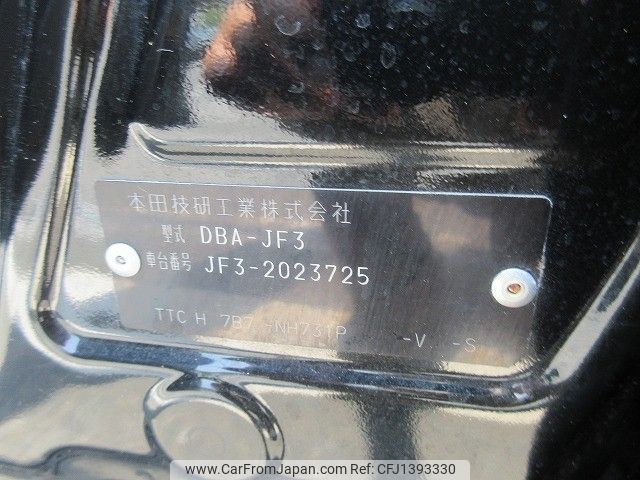 本田技研工業株式会社
型式 DBA-JF3
車台番号 JF3-2023725
TTC H 7B7 -NH731P -V -S
www.CarFromJapan.com Ref: CFJ1393330